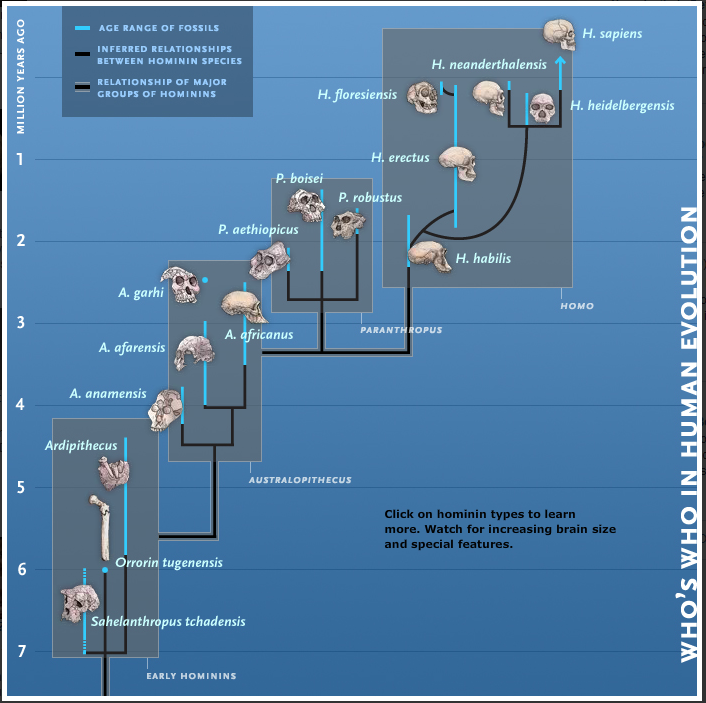 MILLION YEARS AGO
AGE RANGE OF FOSSILS
INFERRED RELATIONSHIPS
BETWEEN HOMININ SPECIES
RELATIONSHIP OF MAJOR
GROUPS OF HOMININS
H. sapiens
H. neanderthalensis
H. floresiensis
H. heidelbergensis
1
H. erectus
P. boisei
P. robustus
P. aethiopicus
2
H. habilis
A. garhi
HOMO
3
PARANTHROPUS
A. africanus
A. afarensis
A. anamensis
4
Ardipithecus
AUSTRALOPITHECUS
5
Click on hominin types to learn
more. Watch for increasing brain size
and special features.
Orrorin tugenensis
6
Sahelanthropus tchadensis
7
EARLY HOMININS
WHO'S WHO IN HUMAN EVOLUTION